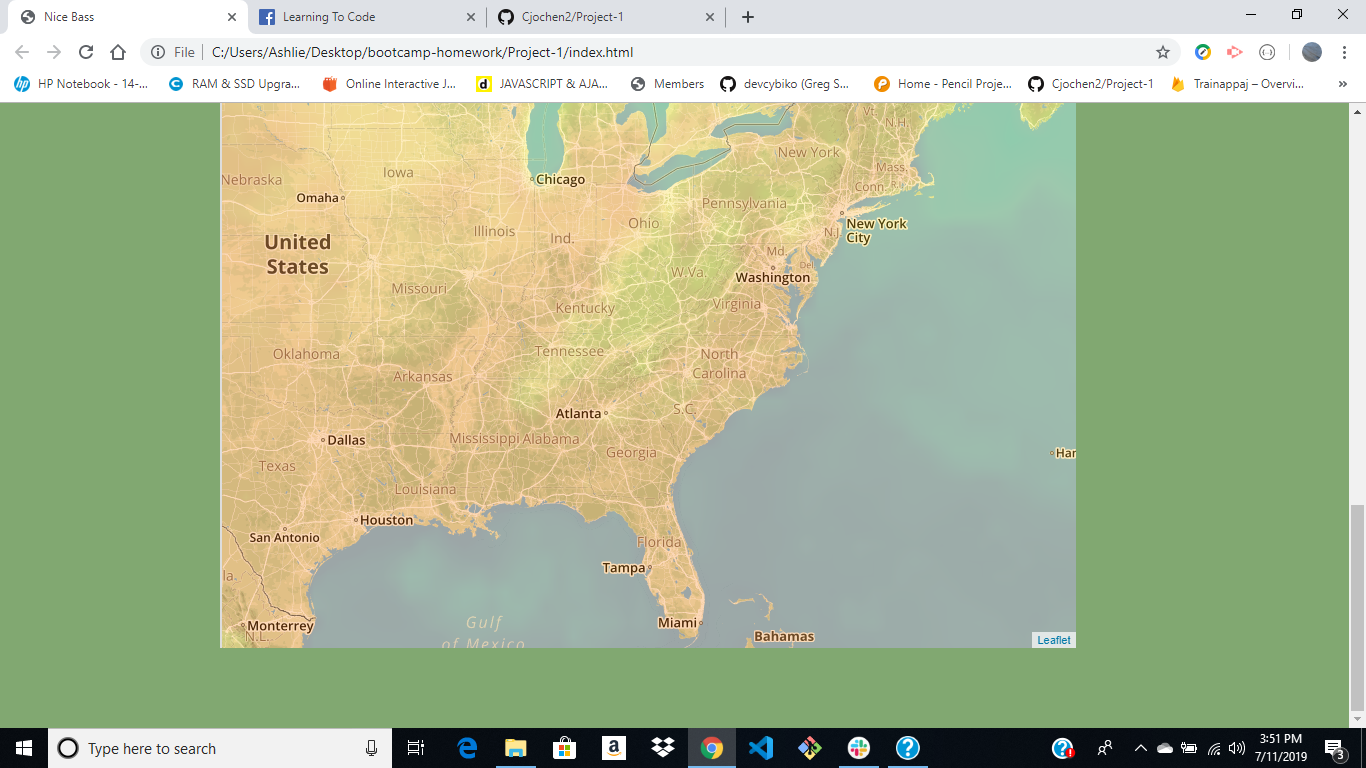 Nice Bass
Learning To Code
Cjochen2/Project-1
File
C:/Users/Ashlie/Desktop/bootcamp-homework/Project-1/index.html
HP Notebook - 14-...
RAM & SSD Upgra...
Online Interactive J...
JAVASCRIPT & AJA...
Members
devcybiko (Greg S...
Home - Pencil Proje...
Cjochen2/Project-1
Trainappaj – Overvi...
Vt.
N.H.
New York
Mass.
Conn.
R.I.
Nebraska
Iowa
Chicago
Omaha
Pennsylvania
Ohio
New York
City
Illinois
Ind.
N.J.
United
States
Md.
Del.
W.Va.
Washington
Missouri
Kentucky
Virginia
Oklahoma
Tennessee
North
Carolina
Arkansas
Atlanta
S.C.
Dallas
Mississippi
Alabama
Georgia
Har
Texas
Louisiana
Houston
San Antonio
Florida
Tampa
la.
Gulf
of Mexico
Miami
Monterrey
N.L.
Bahamas
Leaflet
Type here to search
3:51 PM
7/11/2019
3